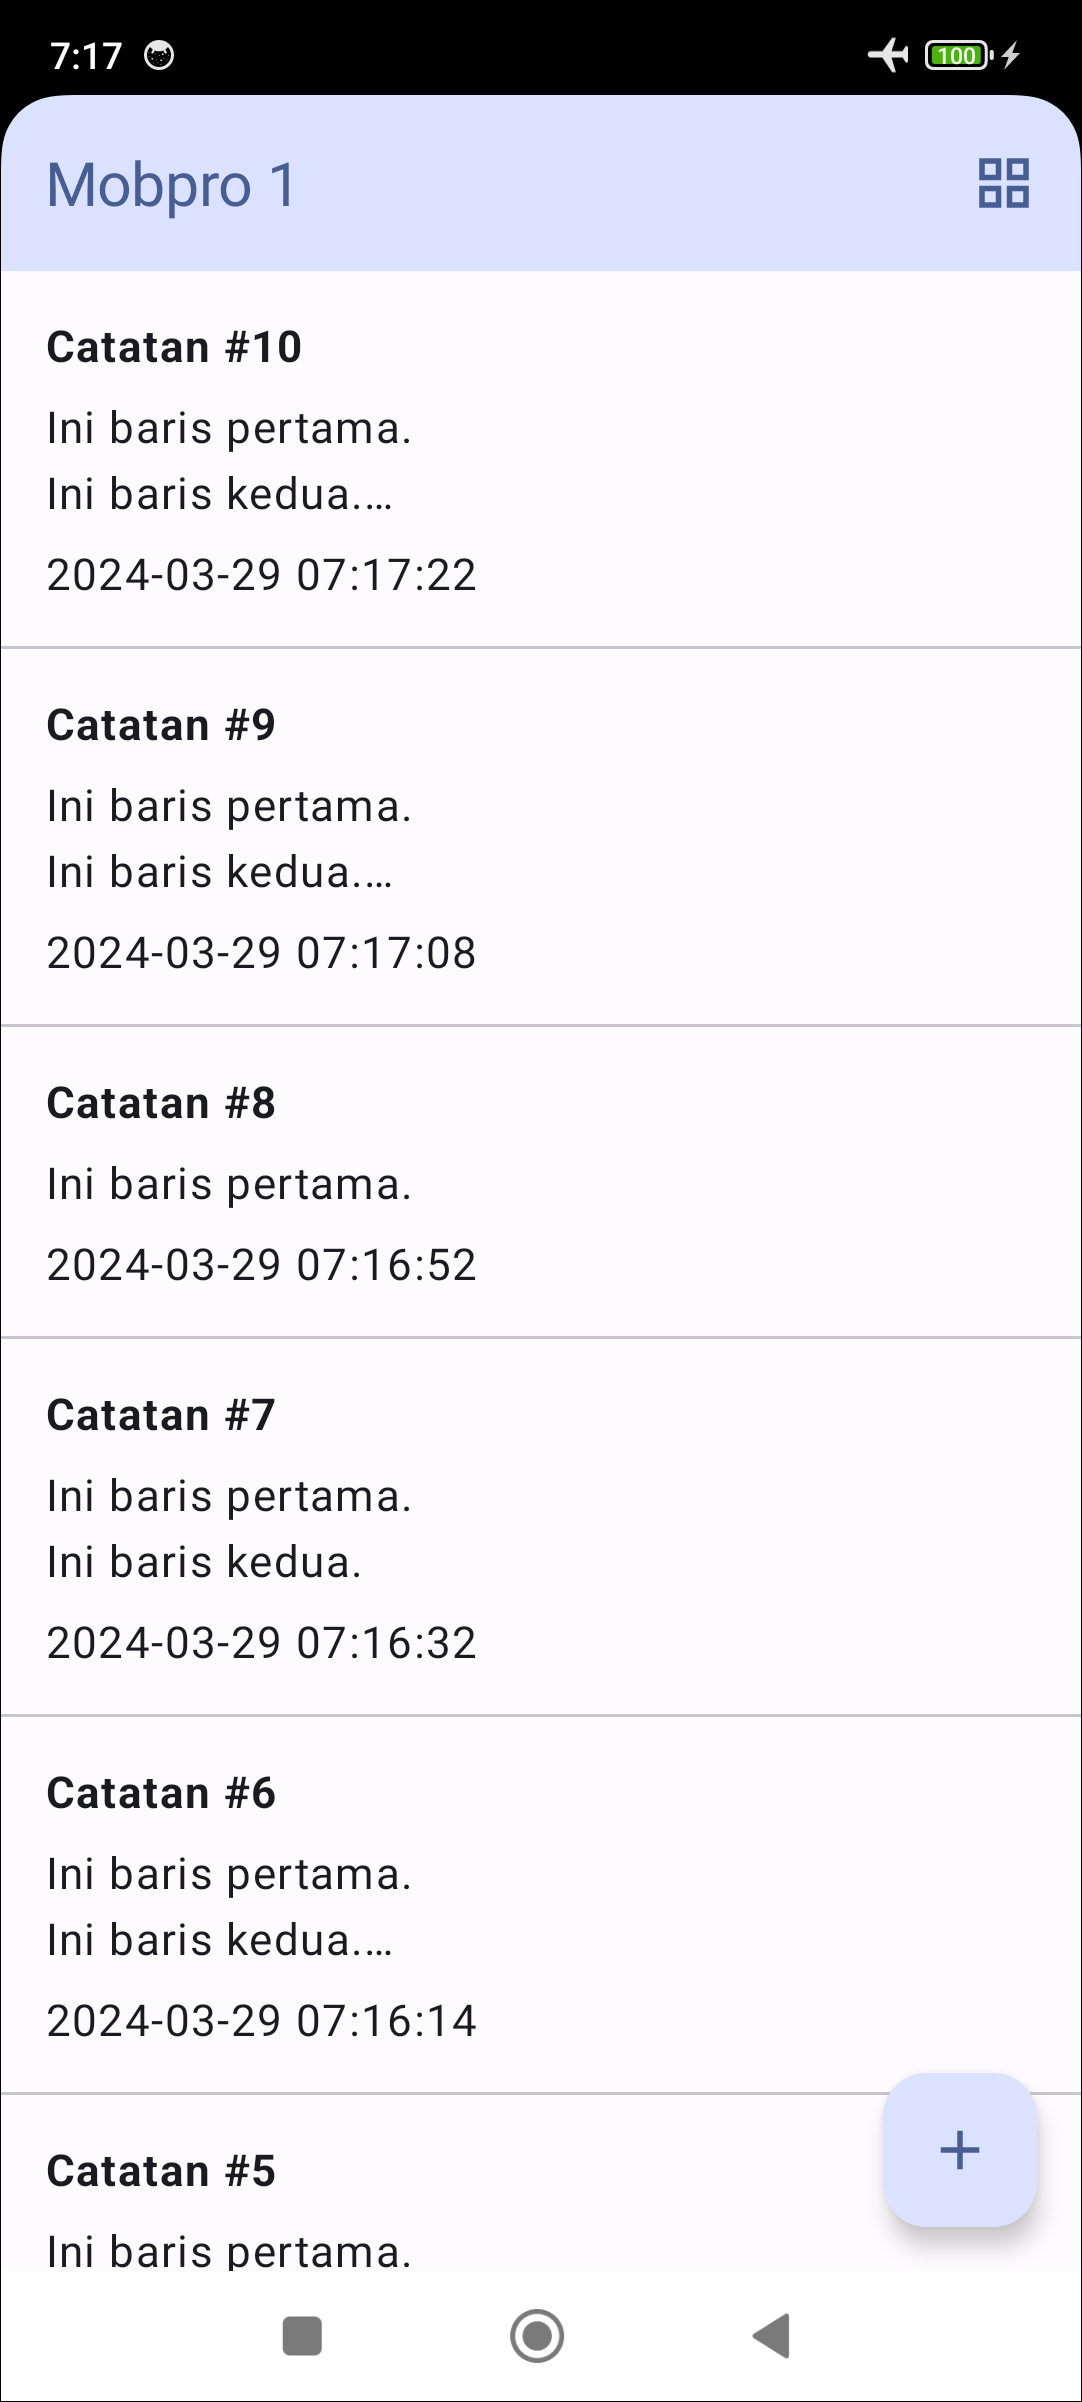 7:17
100
Mobpro 1
Catatan #10
Ini baris pertama.
Ini baris kedua.…
2024-03-29 07:17:22
Catatan #9
Ini baris pertama.
Ini baris kedua.…
2024-03-29 07:17:08
Catatan #8
Ini baris pertama.
2024-03-29 07:16:52
Catatan #7
Ini baris pertama.
Ini baris kedua.
2024-03-29 07:16:32
Catatan #6
Ini baris pertama.
Ini baris kedua.…
2024-03-29 07:16:14
Catatan #5
Ini baris pertama.